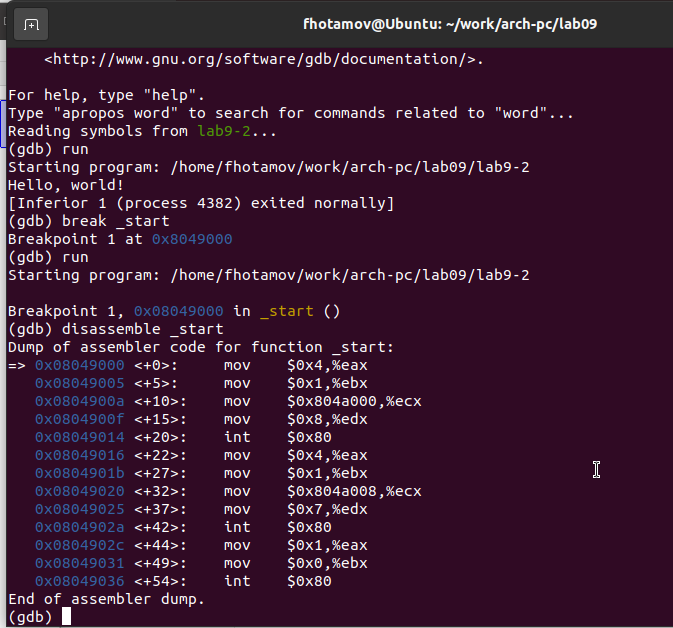 fhotamov@Ubuntu: ~/work/arch-pc/lab09
<http://www.gnu.org/software/gdb/documentation/>.
For help, type "help".
Type "apropos word" to search for commands related to "word"...
Reading symbols from lab9-2...
(gdb) run
Starting program: /home/fhotamov/work/arch-pc/lab09/lab9-2
Hello, world!
[Inferior 1 (process 4382) exited normally]
(gdb) break _start
Breakpoint 1 at 0x8049000
(gdb) run
Starting program: /home/fhotamov/work/arch-pc/lab09/lab9-2
Breakpoint 1, 0x08049000 in _start ()
(gdb) disassemble _start
Dump of assembler code for function _start:
=> 0x08049000 <+0>:     mov    $0x4,%eax
   0x08049005 <+5>:     mov    $0x1,%ebx
   0x0804900a <+10>:    mov    $0x804a000,%ecx
   0x0804900f <+15>:    mov    $0x8,%edx
   0x08049014 <+20>:    int    $0x80
   0x08049016 <+22>:    mov    $0x4,%eax
   0x0804901b <+27>:    mov    $0x1,%ebx
   0x08049020 <+32>:    mov    $0x804a008,%ecx
   0x08049025 <+37>:    mov    $0x7,%edx
   0x0804902a <+42>:    int    $0x80
   0x0804902c <+44>:    mov    $0x1,%eax
   0x08049031 <+49>:    mov    $0x0,%ebx
   0x08049036 <+54>:    int    $0x80
End of assembler dump.
(gdb)